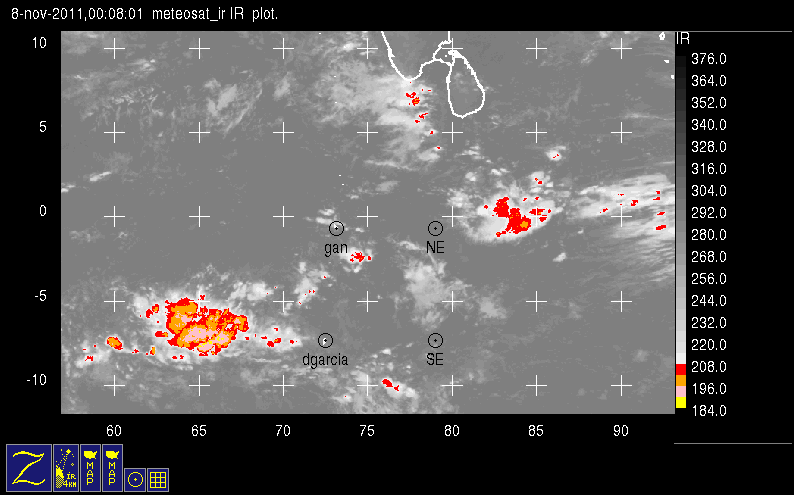 8-nov-2011,00:08:01 meteosat_ir IR plot.
IR
10
5
0
-5
-10
60 65 70 75 80 85 90
gan
NE
dgarcia
SE
376.0
364.0
352.0
340.0
328.0
316.0
304.0
292.0
280.0
268.0
256.0
244.0
232.0
220.0
208.0
196.0
184.0
Z
IR
4KM
MAP
MAP